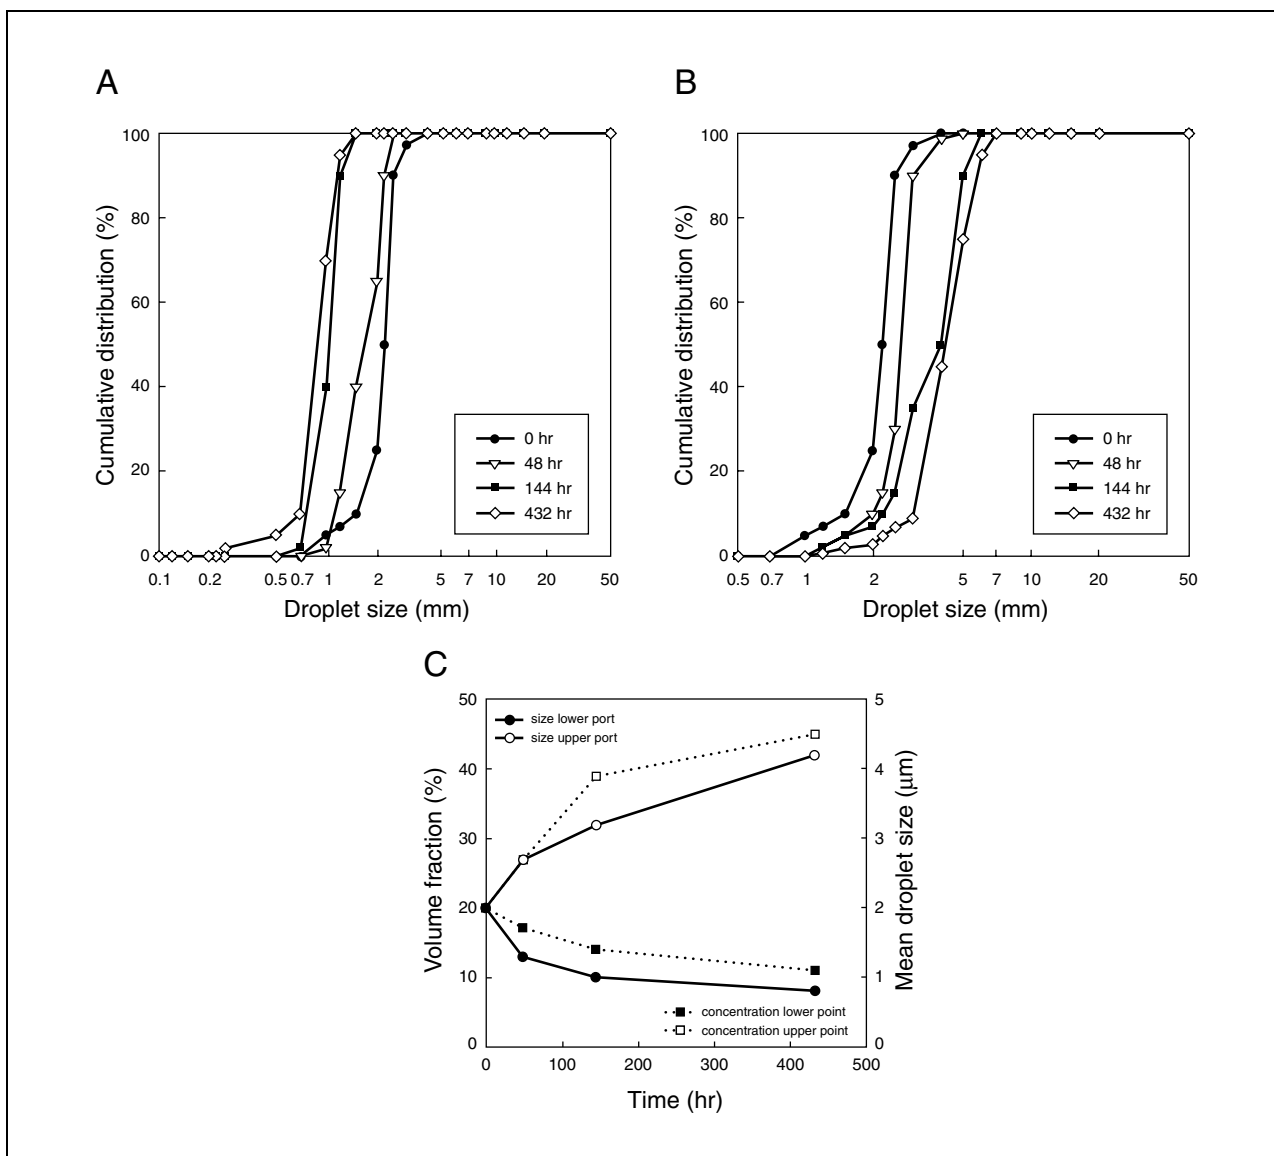 A
100
80
60
40
20
0
Cumulative distribution (%)
0.1 0.2 0.5 0.7 1 2 5 7 10 20 50
Droplet size (mm)
0 hr
48 hr
144 hr
432 hr
B
100
80
60
40
20
0
Cumulative distribution (%)
0.5 0.7 1 2 5 7 10 20 50
Droplet size (mm)
0 hr
48 hr
144 hr
432 hr
C
50
40
30
20
10
0
Volume fraction (%)
size lower port
size upper port
concentration lower point
concentration upper point
5
4
3
2
1
0
Mean droplet size (μm)
0 100 200 300 400 500
Time (hr)